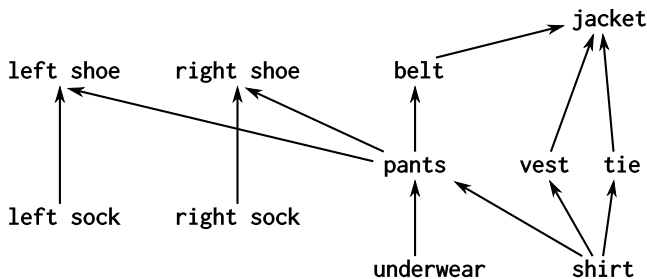 jacket
left shoe right shoe belt
pants vest tie
left sock right sock
underwear shirt